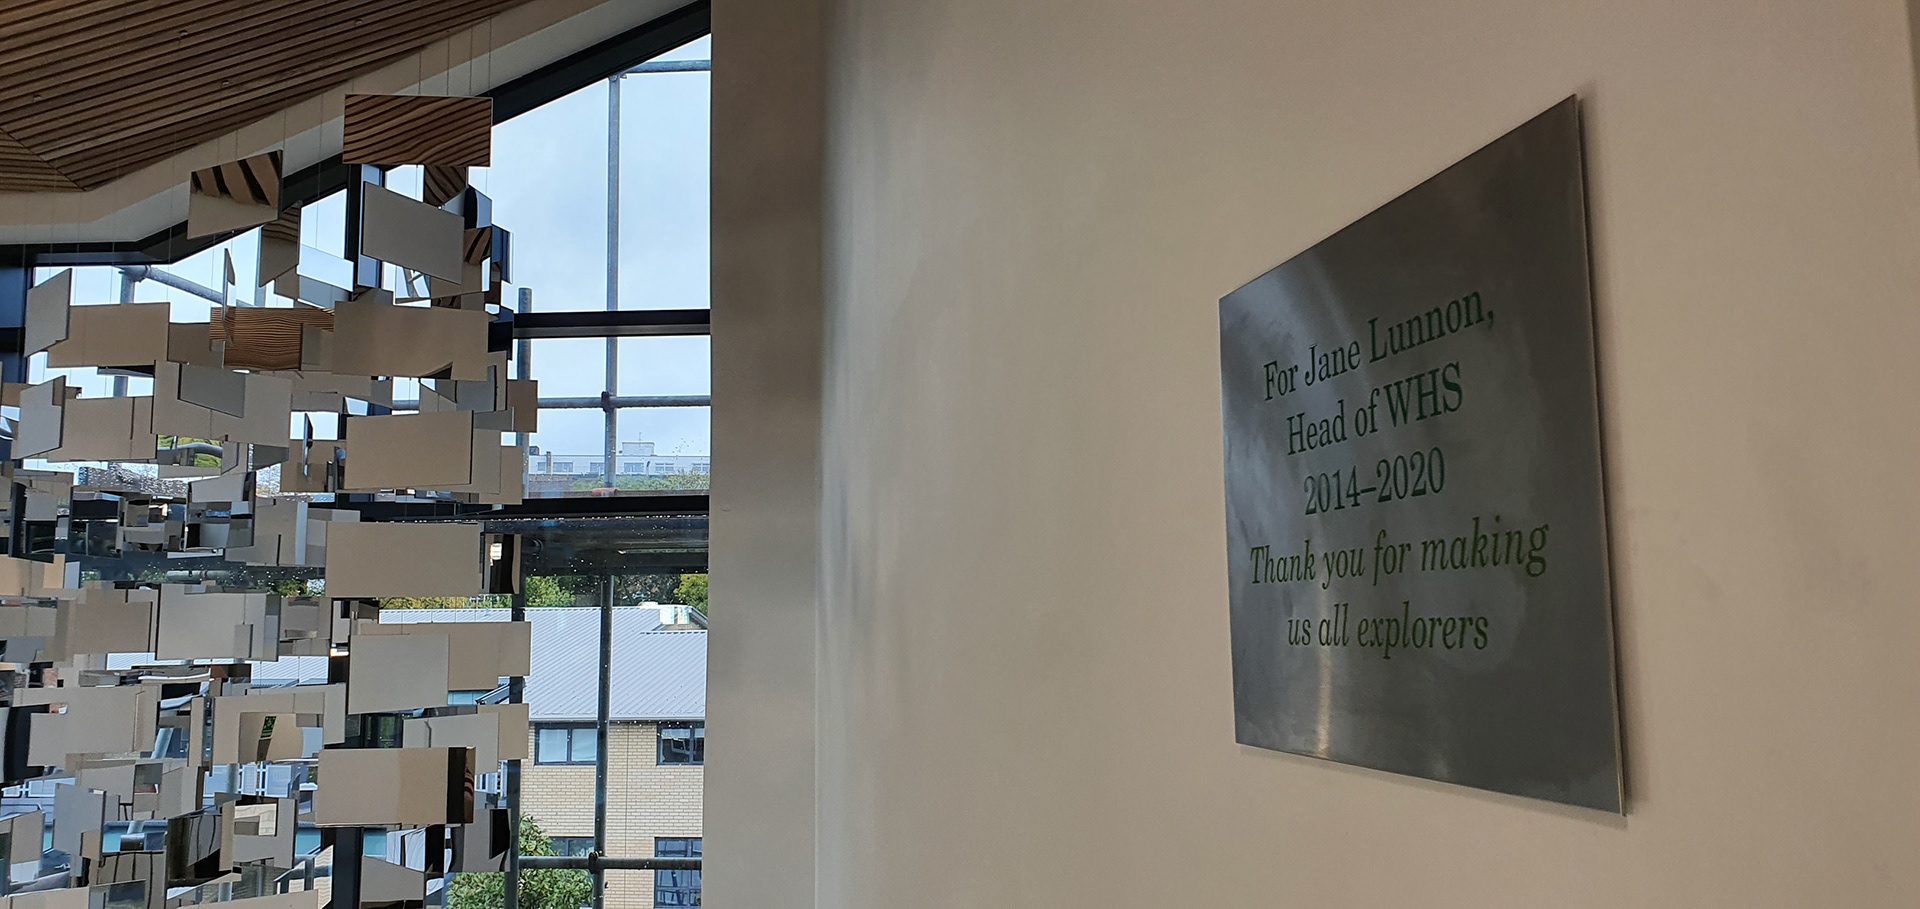 For Jane Lunnon,
Head of WHS
2014–2020
Thank you for making
us all explorers